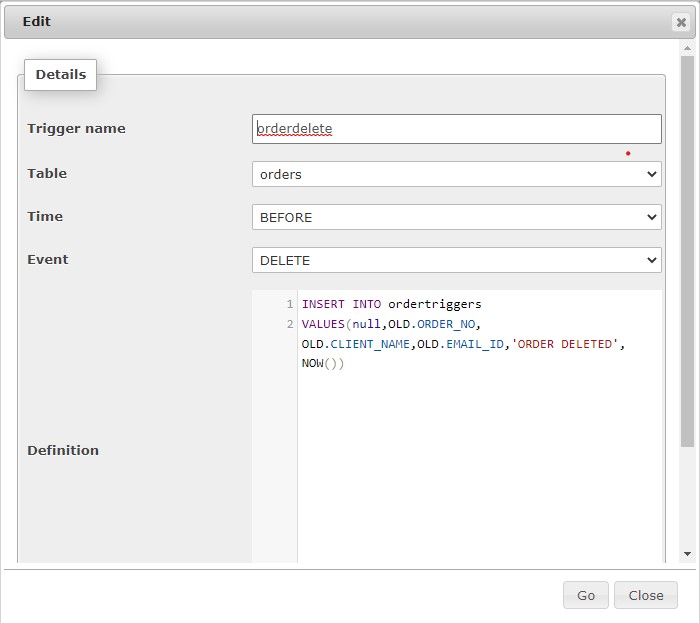 Edit
Details
Trigger name
orderdelete
Table
orders
Time
BEFORE
Event
DELETE
Definition
1 INSERT INTO ordertriggers
2 VALUES(null,OLD.ORDER_NO,
OLD.CLIENT_NAME,OLD.EMAIL_ID,'ORDER DELETED',
NOW())
Go
Close